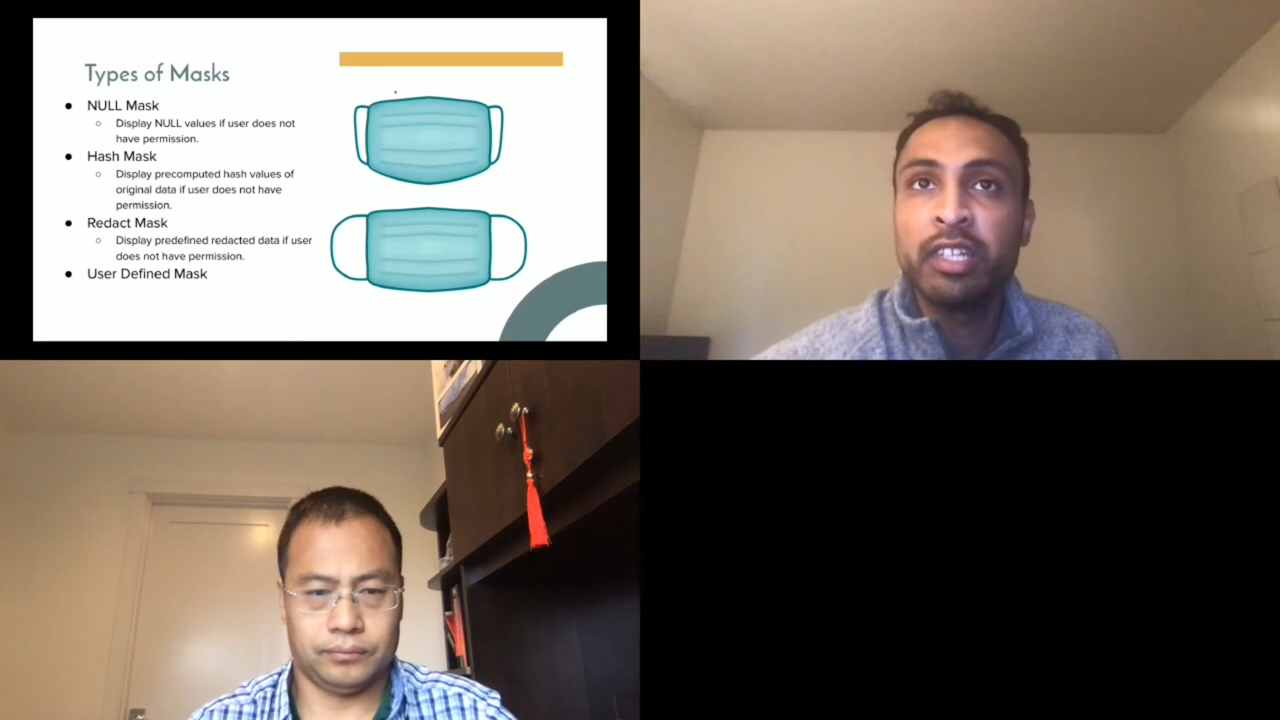 Types of Masks
● NULL Mask
○ Display NULL values if user does not
have permission.
● Hash Mask
○ Display precomputed hash values of
original data if user does not have
permission.
● Redact Mask
○ Display predefined redacted data if user
does not have permission.
● User Defined Mask